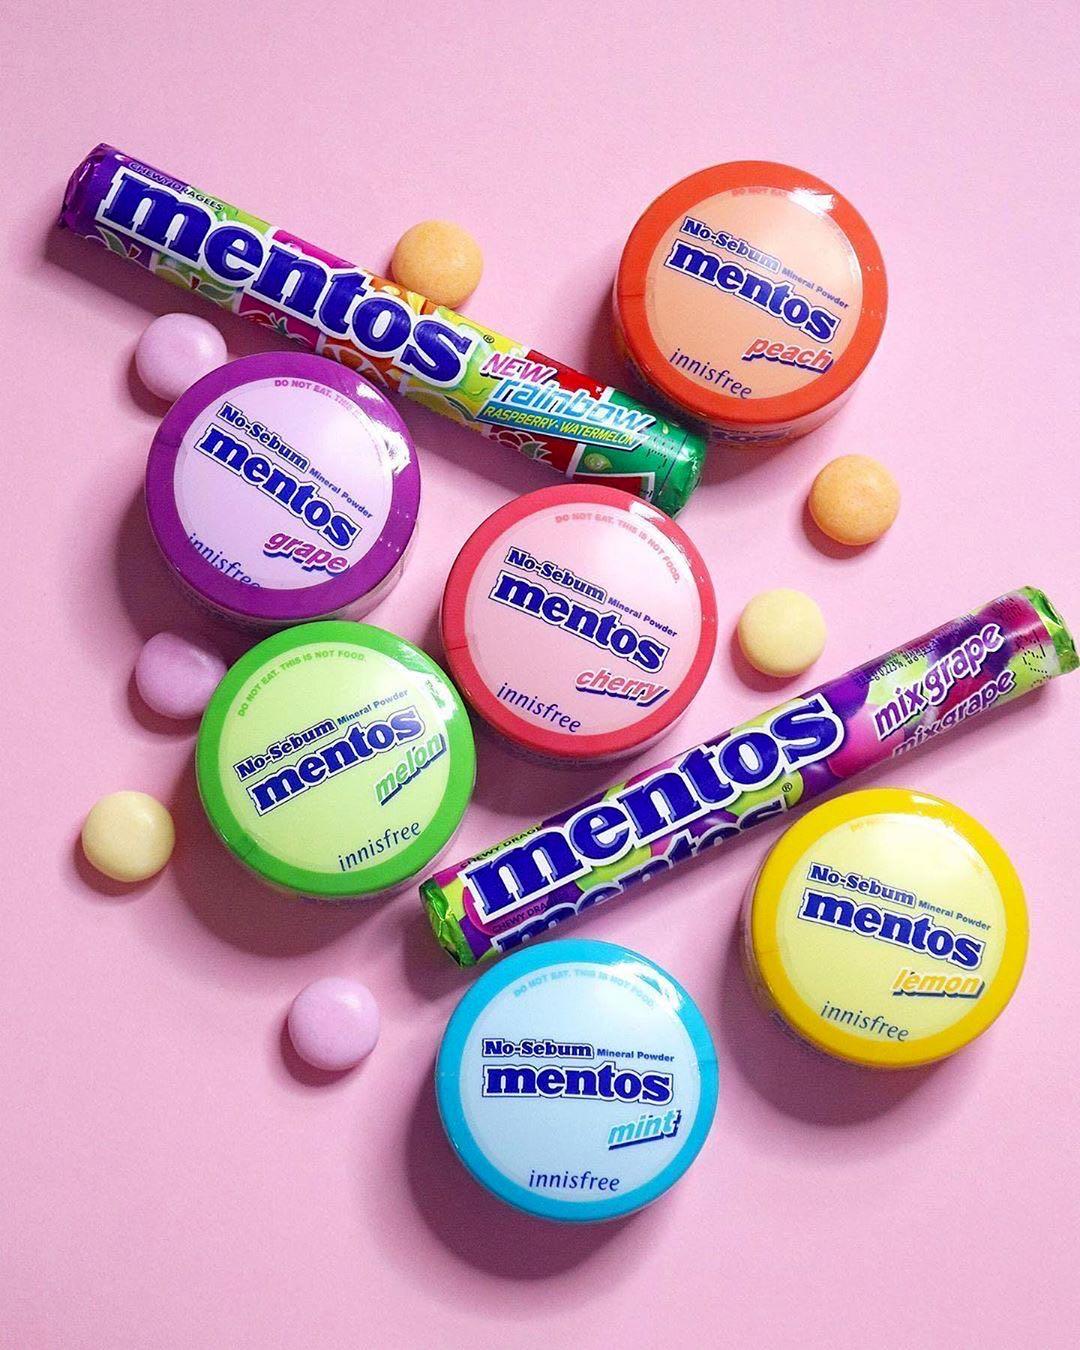 CHEWY DRAGEES
mentos
NEW
rainbow
RASPBERRY • WATERMELON
DO NOT
No-Sebum Mineral Powder
mentos
peach
innisfree
DO NOT EAT. THIS
No-Sebum Mineral Powder
mentos
grape
innisfree
DO NOT EAT. THIS IS NOT FOOD.
No-Sebum Mineral Powder
mentos
cherry
innisfree
DO NOT EAT. THIS IS NOT FOOD.
No-Sebum Mineral Powder
mentos
melon
innisfree
mix grape
mix grape
mentos
mentos
CHEWY
CHEWY
DO NOT
No-Sebum Mineral Powder
mentos
lemon
innisfree
DO NOT EAT. THIS IS NOT FOOD.
No-Sebum Mineral Powder
mentos
mint
innisfree